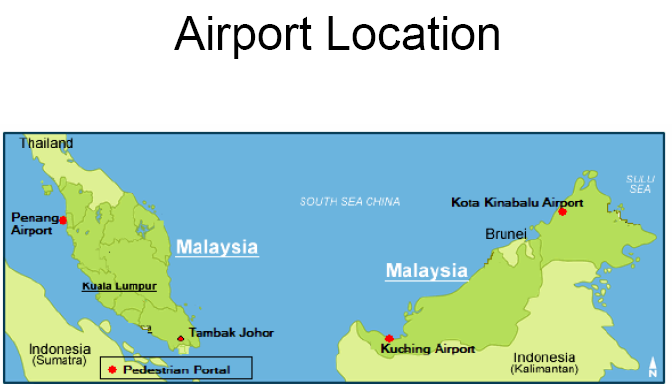 Airport Location
Thailand
SULU
SEA
SOUTH SEA CHINA
Kota Kinabalu Airport
Penang
Airport
Brunei
Malaysia
Malaysia
Kuala Lumpur
Tambak Johor
Kuching Airport
Indonesia
(Sumatra)
Indonesia
(Kalimantan)
Pedestrian Portal
N